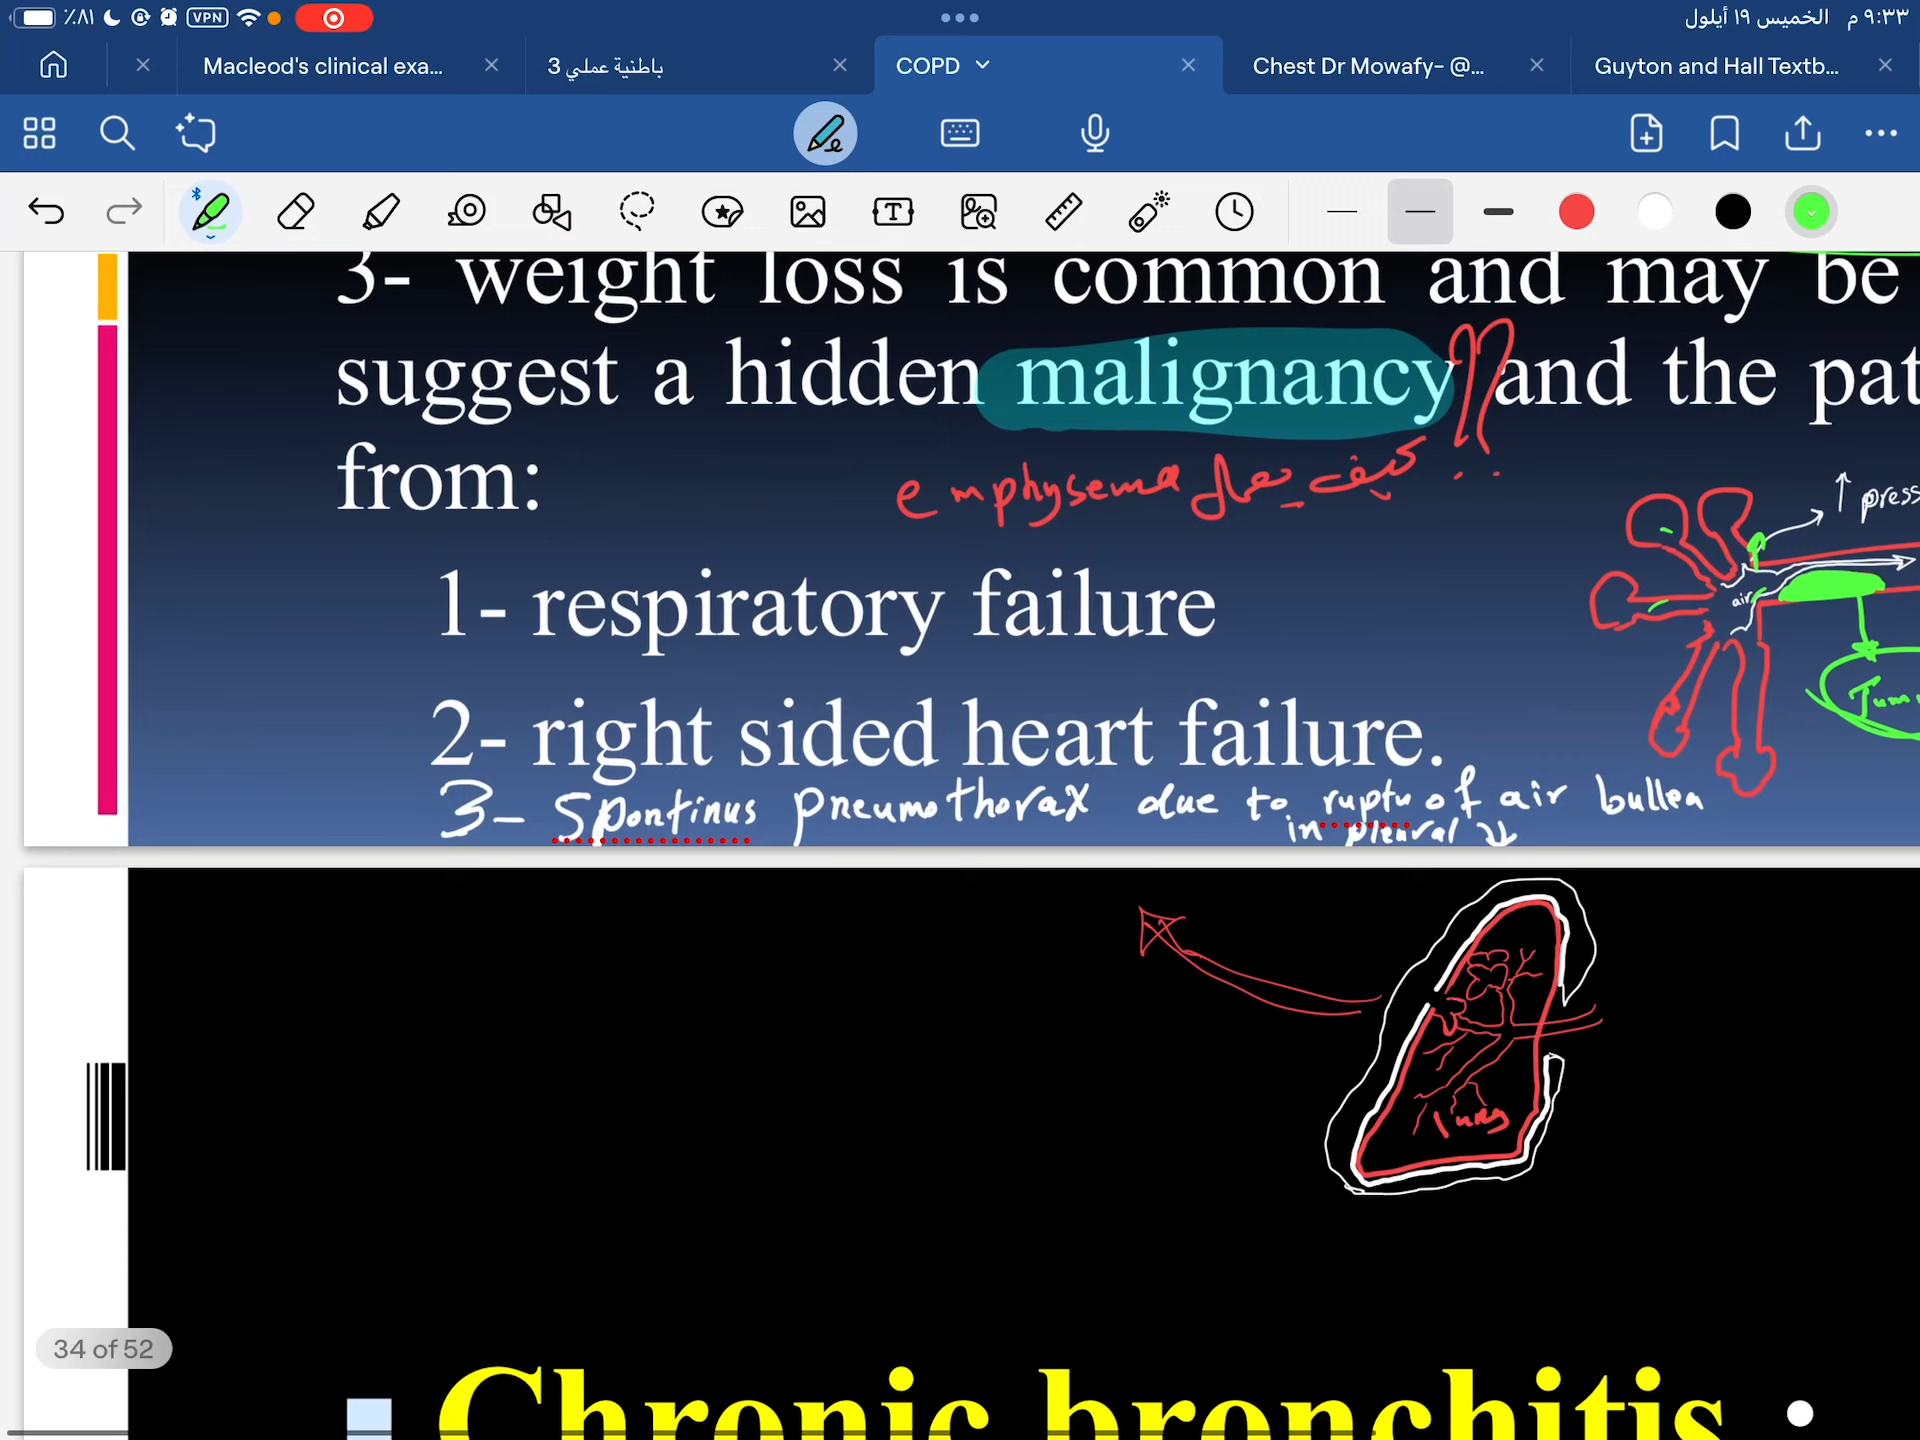 ٪٨١ VPN ٩:٣٣ م الخميس ١٩ أيلول
Macleod's clinical exa... باطنية عملي 3 COPD Chest Dr Mowafy- @... Guyton and Hall Textb...
3- weight loss is common and may be
suggest a hidden malignancy and the pat
from:
كيف يعمل emphysema ؟؟
↑ press
air
1- respiratory failure
2- right sided heart failure.
3- Spontinus pneumothorax due to ruptu of air bullea
in pleural
lung
34 of 52
Chronic bronchitis